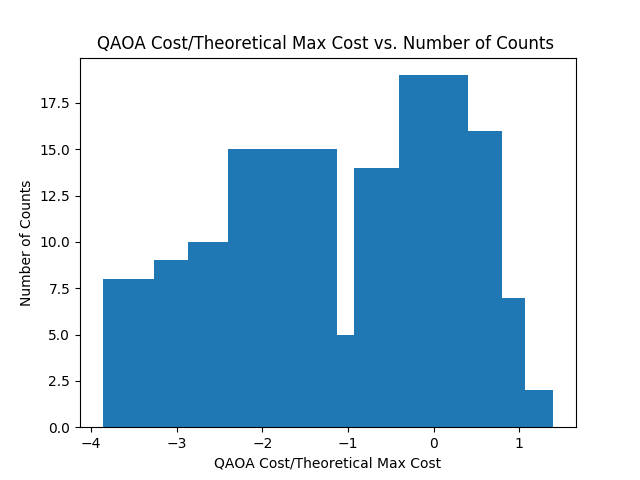 QAOA Cost/Theoretical Max Cost vs. Number of Counts
17.5
15.0
12.5
10.0
7.5
5.0
2.5
0.0
Number of Counts
−4 −3 −2 −1 0 1
QAOA Cost/Theoretical Max Cost